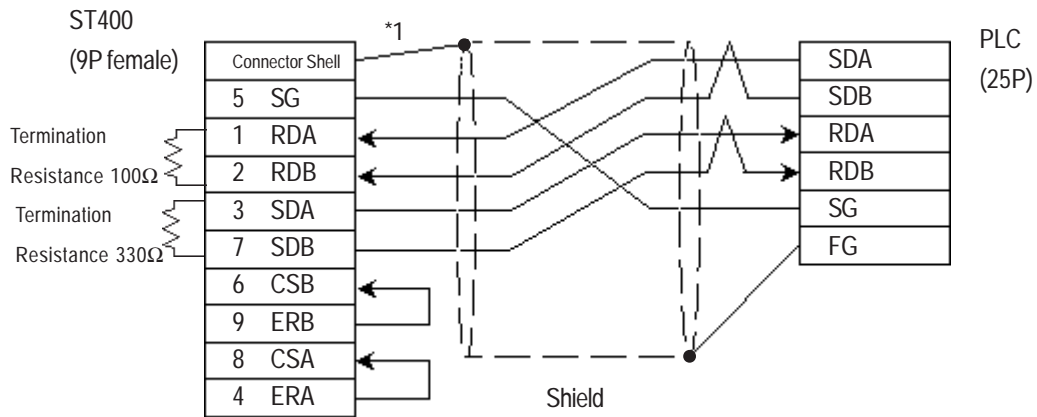 ST400
(9P female)
*1
PLC
(25P)
Connector Shell
5 SG
1 RDA
2 RDB
3 SDA
7 SDB
6 CSB
9 ERB
8 CSA
4 ERA
Termination
Resistance 100Ω
Termination
Resistance 330Ω
SDA
SDB
RDA
RDB
SG
FG
Shield